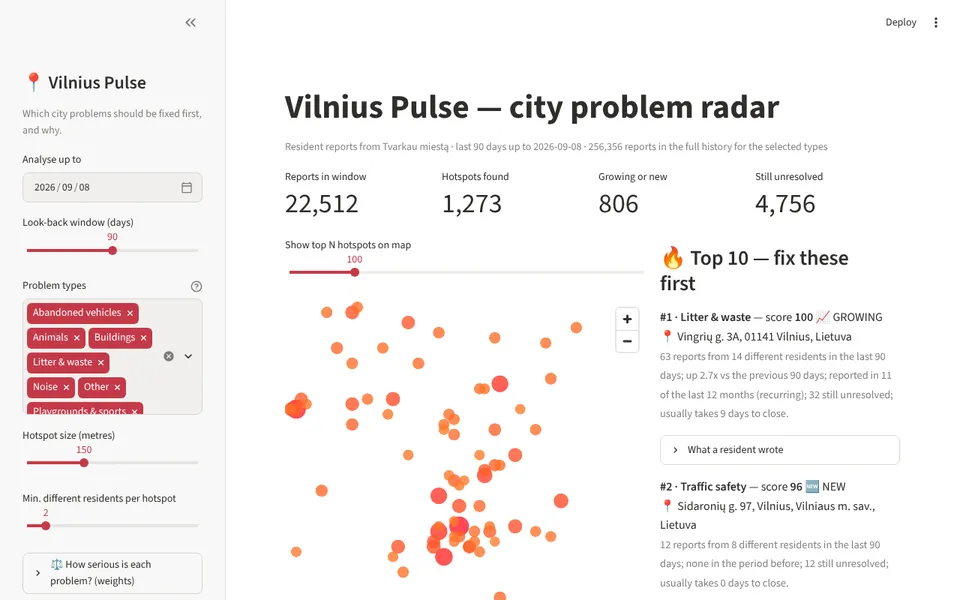 Deploy
Vilnius Pulse
Which city problems should be fixed first,
and why.
Analyse up to
2026/09/08
Look-back window (days)
90
Problem types
Abandoned vehicles ×
Animals × Buildings ×
Litter & waste ×
Noise × Other ×
Playgrounds & sports ×
Hotspot size (metres)
150
Min. different residents per hotspot
2
How serious is each
problem? (weights)
Vilnius Pulse — city problem radar
Resident reports from Tvarkau miestą · last 90 days up to 2026-09-08 · 256,356 reports in the full history for the selected types
Reports in window Hotspots found Growing or new Still unresolved
22,512 1,273 806 4,756
Show top N hotspots on map
100
+
−
🔥 Top 10 — fix these
first
#1 · Litter & waste — score 100 📈 GROWING
📍 Vingrių g. 3A, 01141 Vilnius, Lietuva
63 reports from 14 different residents in the last 90
days; up 2.7x vs the previous 90 days; reported in 11
of the last 12 months (recurring); 32 still unresolved;
usually takes 9 days to close.
What a resident wrote
#2 · Traffic safety — score 96 🆕 NEW
📍 Sidaronių g. 97, Vilnius, Vilniaus m. sav.,
Lietuva
12 reports from 8 different residents in the last 90
days; none in the period before; 12 still unresolved;
usually takes 0 days to close.